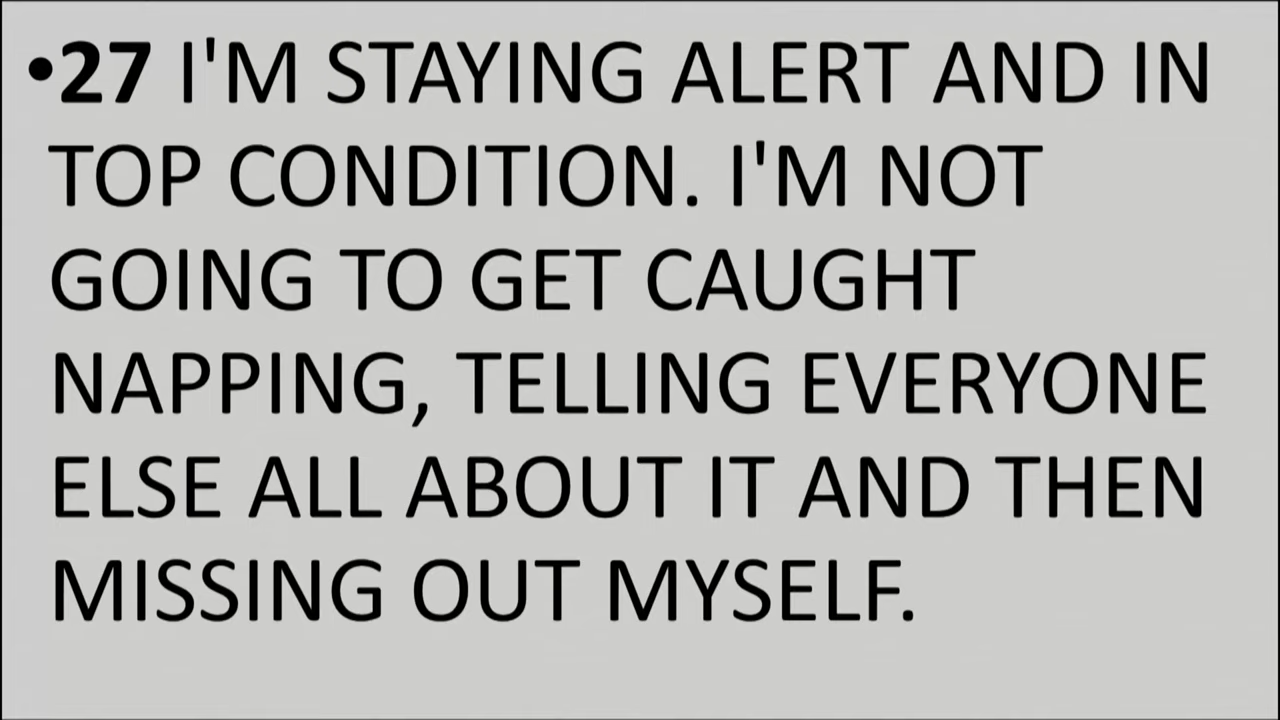 •27 I'M STAYING ALERT AND IN
TOP CONDITION. I'M NOT
GOING TO GET CAUGHT
NAPPING, TELLING EVERYONE
ELSE ALL ABOUT IT AND THEN
MISSING OUT MYSELF.